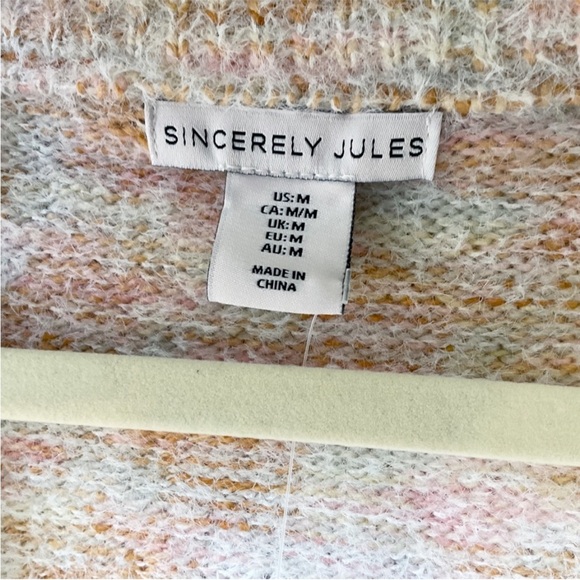 SINCERELY JULES
US: M
CA: M/M
UK: M
EU: M
AU: M
MADE IN
CHINA